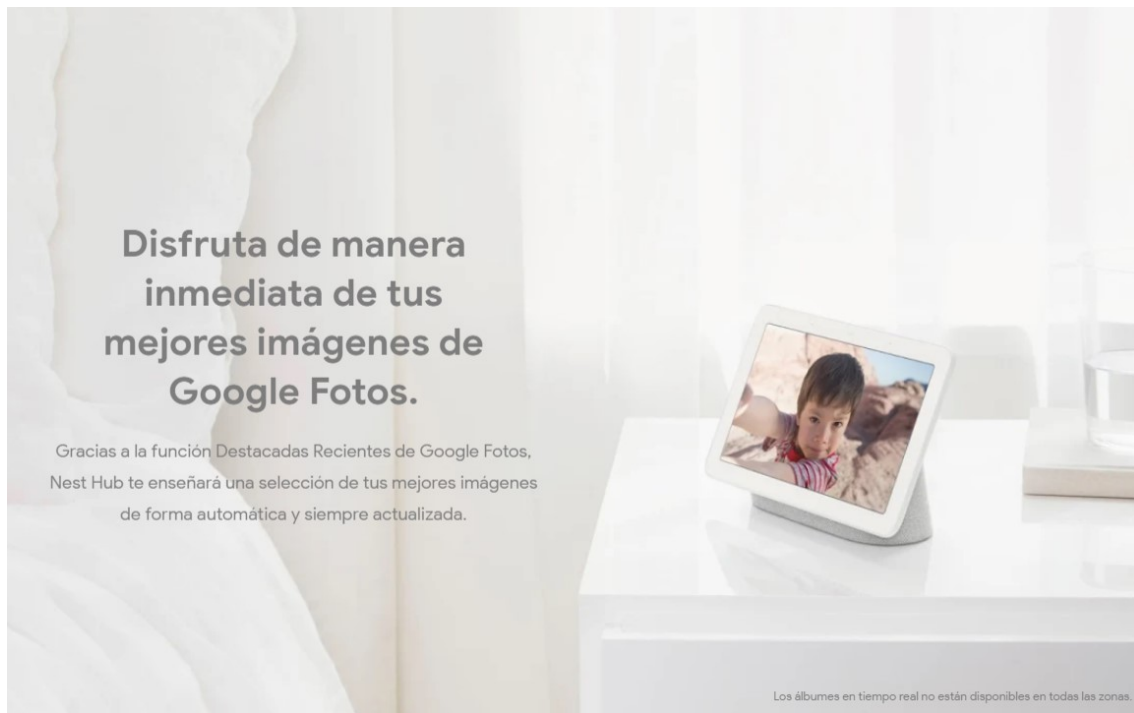 Disfruta de manera
inmediata de tus
mejores imágenes de
Google Fotos.
Gracias a la función Destacadas Recientes de Google Fotos,
Nest Hub te enseñará una selección de tus mejores imágenes
de forma automática y siempre actualizada.
Los álbumes en tiempo real no están disponibles en todas las zonas.